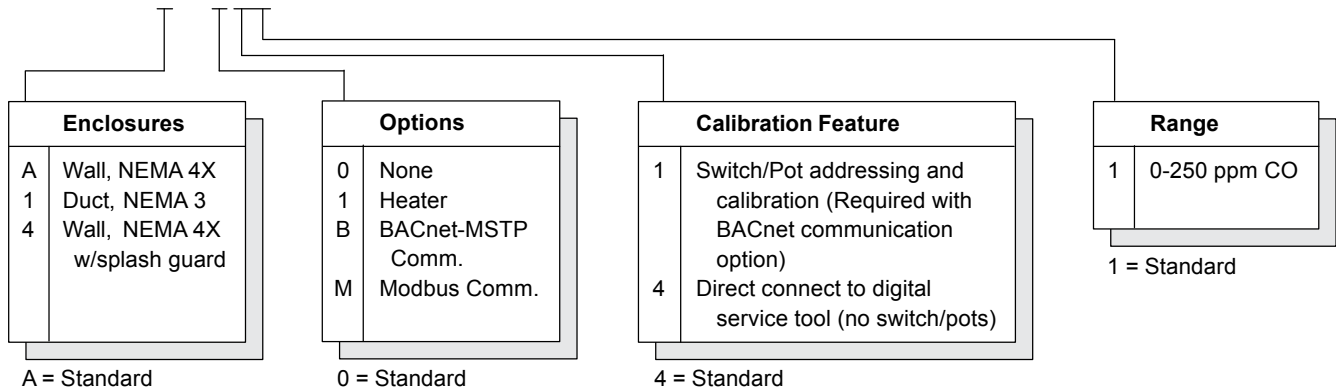 Enclosures
A Wall, NEMA 4X
1 Duct, NEMA 3
4 Wall, NEMA 4X
w/splash guard
A = Standard
Options
0 None
1 Heater
B BACnet-MSTP
Comm.
M Modbus Comm.
0 = Standard
Calibration Feature
1 Switch/Pot addressing and
calibration (Required with
BACnet communication
option)
4 Direct connect to digital
service tool (no switch/pots)
4 = Standard
Range
1 0-250 ppm CO
1 = Standard